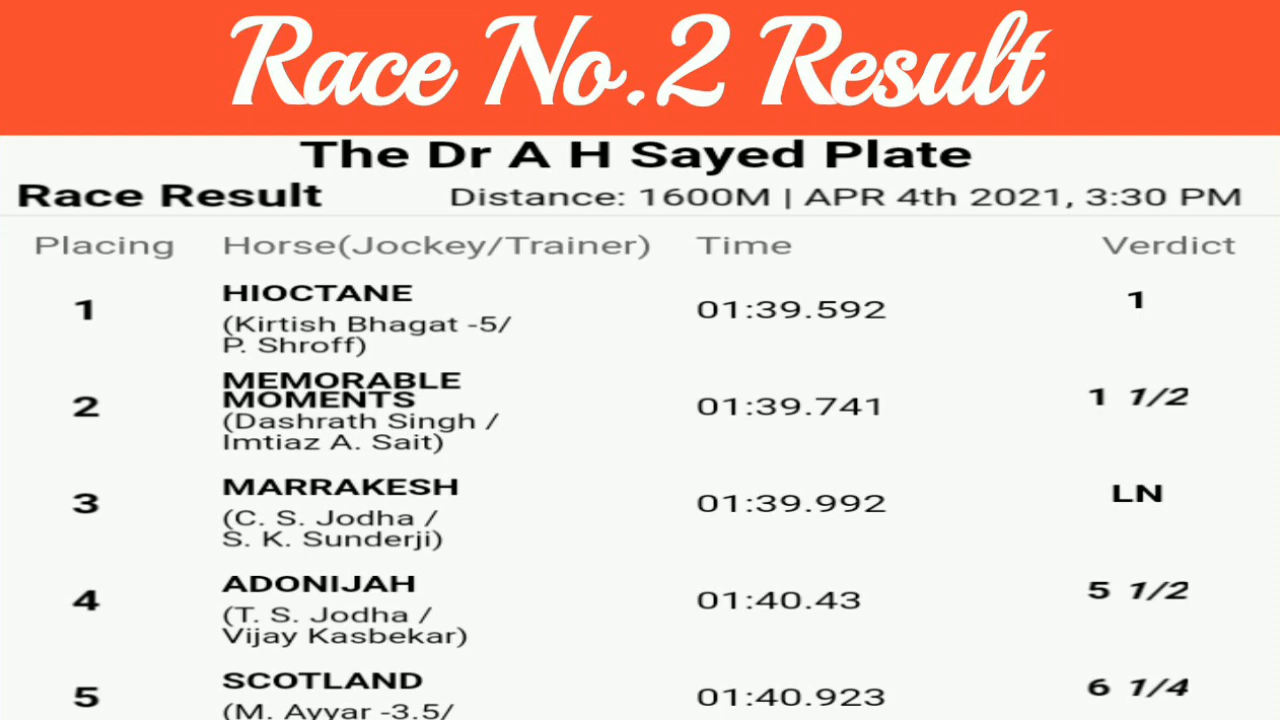 Race No.2 Result
The Dr A H Sayed Plate
Race Result Distance: 1600M | APR 4th 2021, 3:30 PM
Placing Horse(Jockey/Trainer) Time Verdict
1 HIOCTANE 01:39.592 1
(Kirtish Bhagat -5/
P. Shroff)
2 MEMORABLE
MOMENTS 01:39.741 1 1/2
(Dashrath Singh /
Imtiaz A. Sait)
3 MARRAKESH 01:39.992 LN
(C. S. Jodha /
S. K. Sunderji)
4 ADONIJAH 01:40.43 5 1/2
(T. S. Jodha /
Vijay Kasbekar)
5 SCOTLAND 01:40.923 6 1/4
(M. Ayyar -3.5/